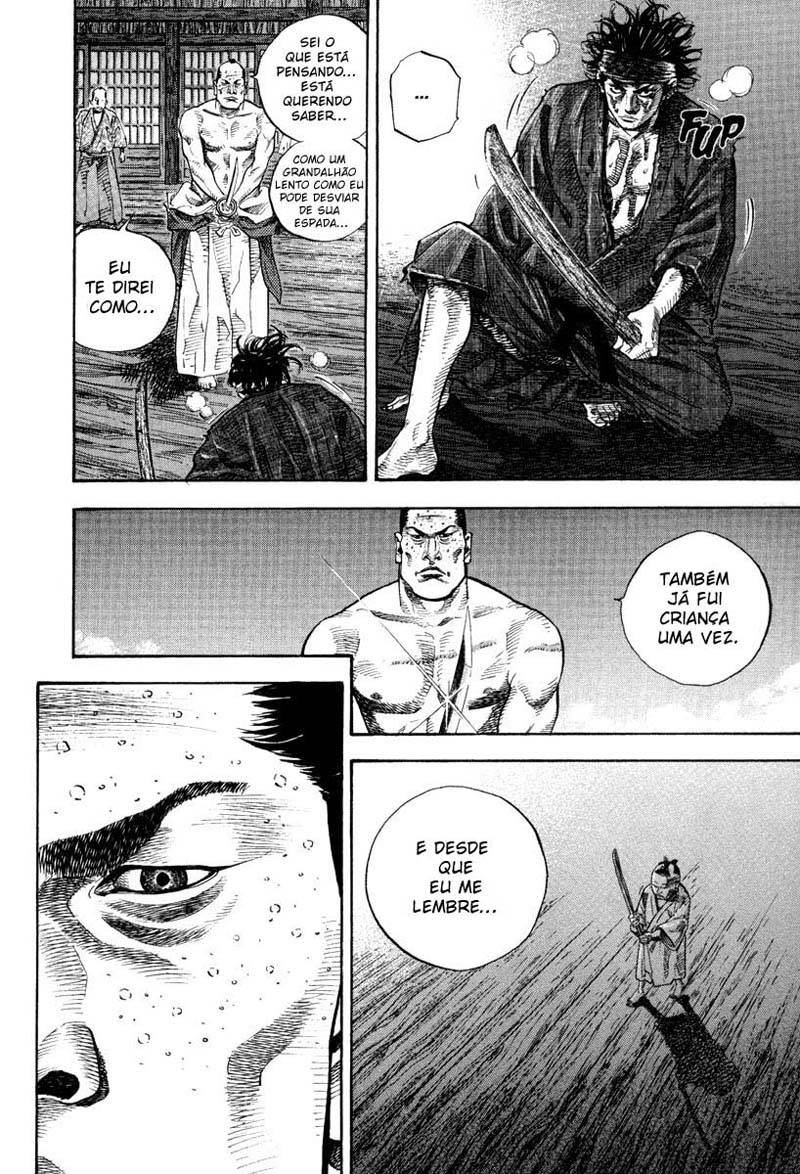 ...
FUP
SEI O
QUE ESTÁ
PENSANDO...
ESTÁ
QUERENDO
SABER...
COMO UM
GRANDALHÃO
LENTO COMO EU
PODE DESVIAR
DE SUA
ESPADA...
EU
TE DIREI
COMO...
TAMBÉM
JÁ FUI
CRIANÇA
UMA VEZ.
E DESDE
QUE
EU ME
LEMBRE...